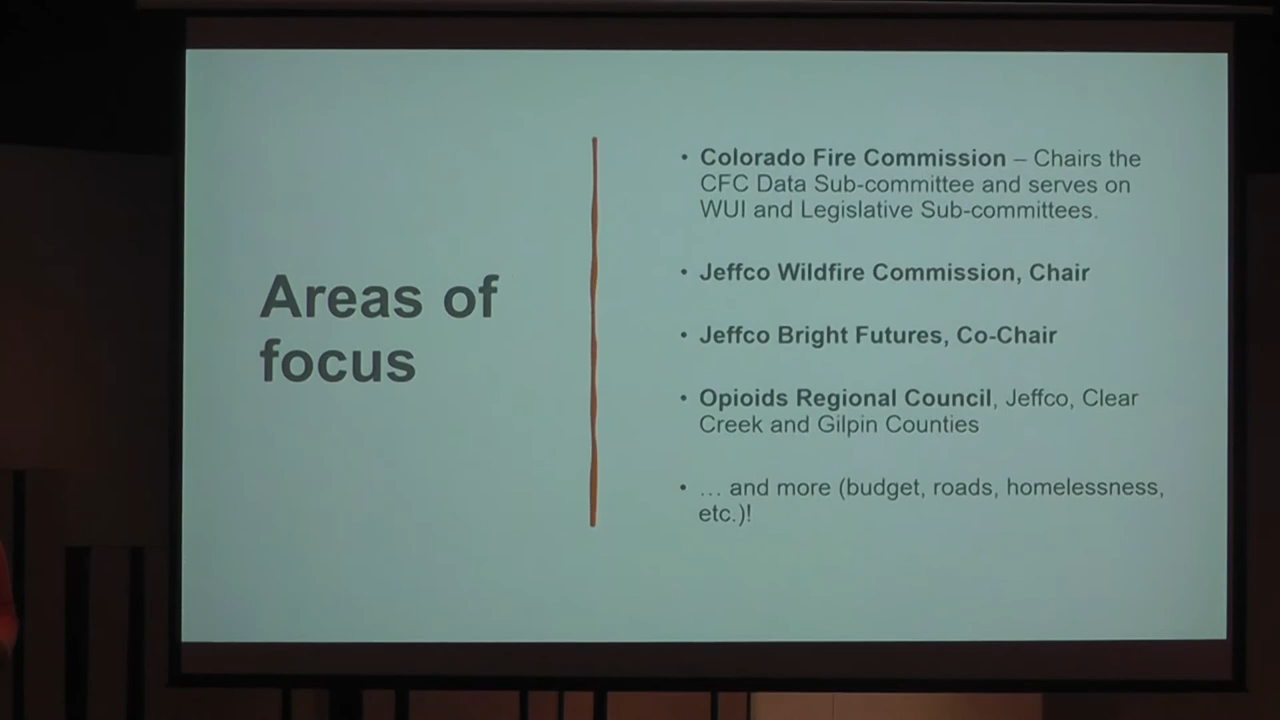 Areas of
focus
• Colorado Fire Commission – Chairs the
CFC Data Sub-committee and serves on
WUI and Legislative Sub-committees.
• Jeffco Wildfire Commission, Chair
• Jeffco Bright Futures, Co-Chair
• Opioids Regional Council, Jeffco, Clear
Creek and Gilpin Counties
• … and more (budget, roads, homelessness,
etc.)!